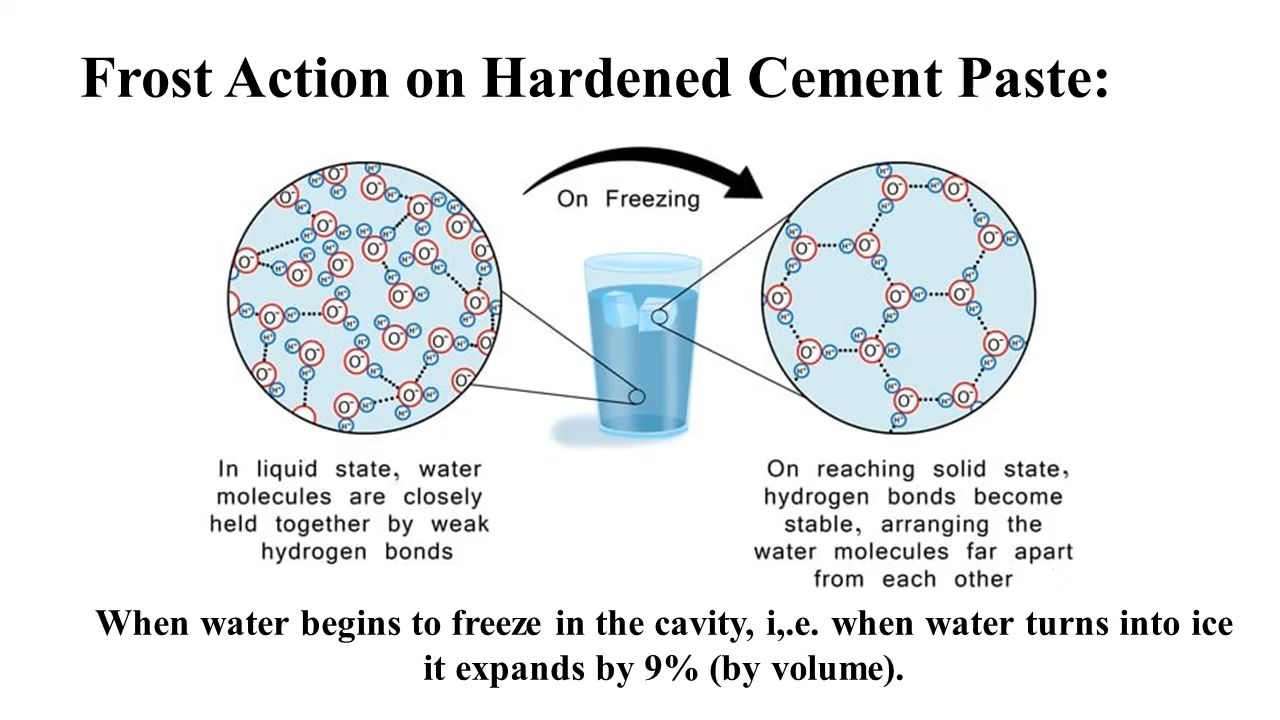 Frost Action on Hardened Cement Paste:
On Freezing
In liquid state, water
molecules are closely
held together by weak
hydrogen bonds
On reaching solid state,
hydrogen bonds become
stable, arranging the
water molecules far apart
from each other
When water begins to freeze in the cavity, i,.e. when water turns into ice
it expands by 9% (by volume).